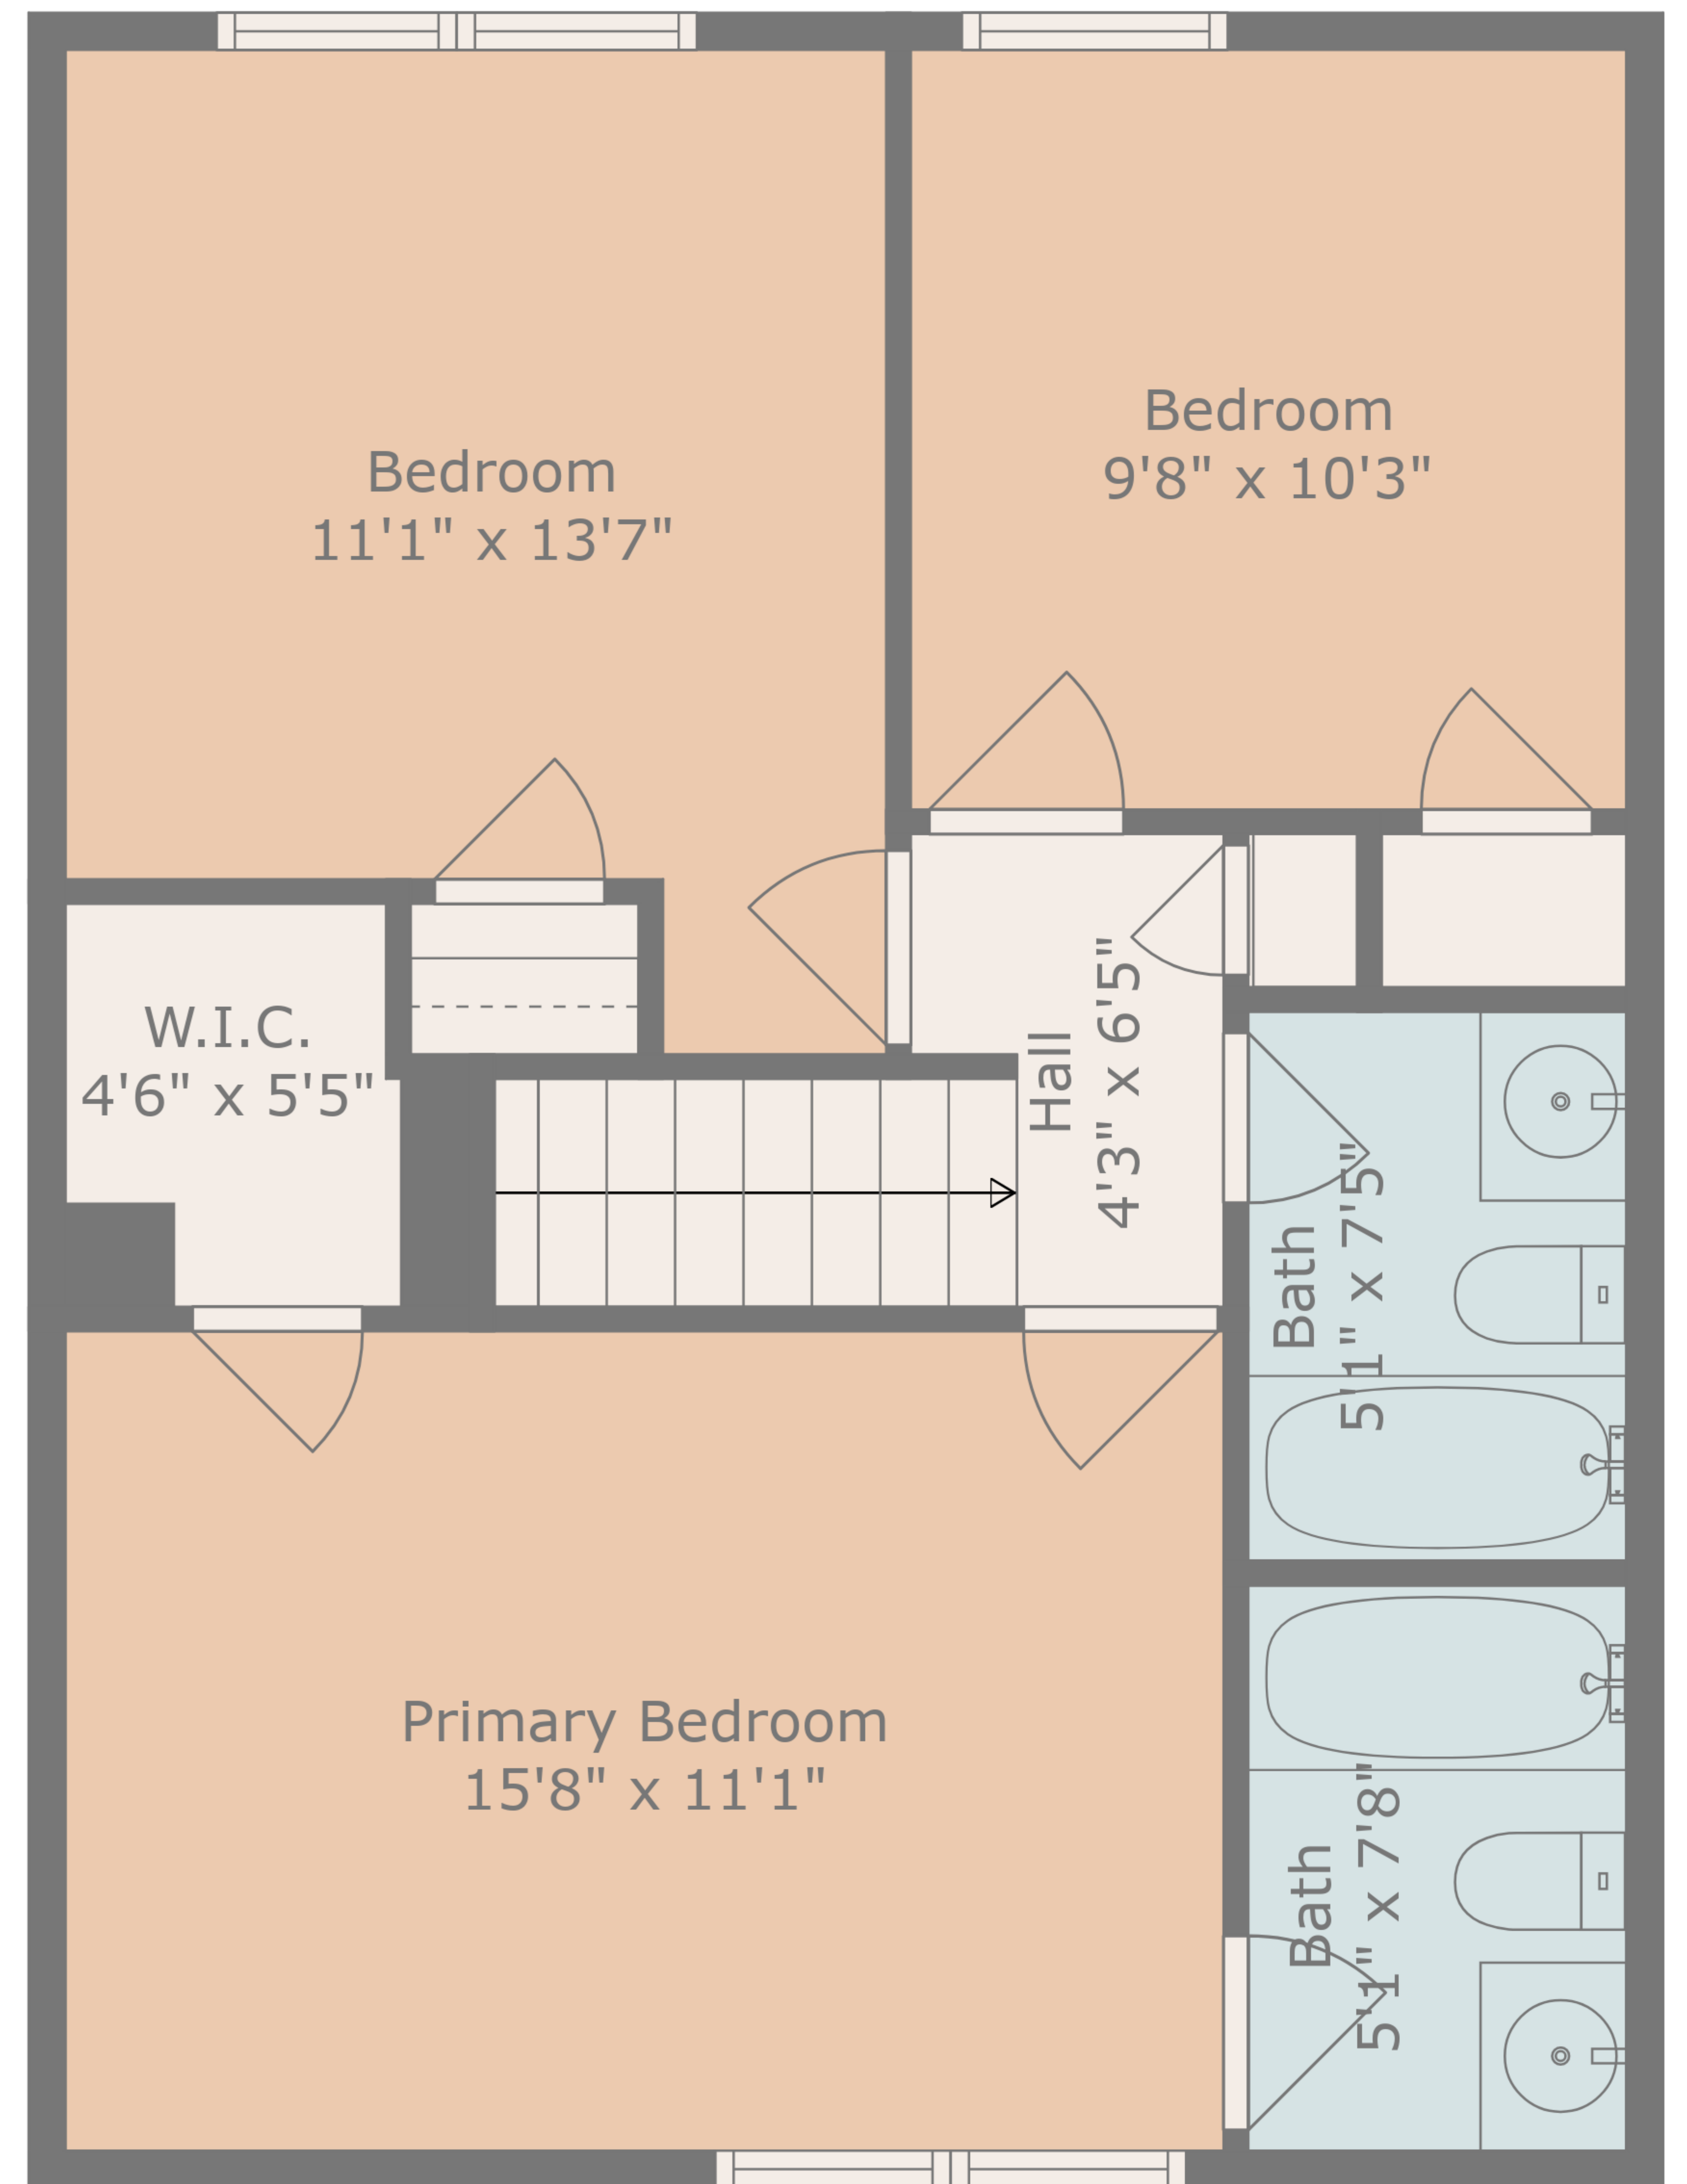 Bedroom
11'1" x 13'7"
Bedroom
9'8" x 10'3"
W.I.C.
4'6" x 5'5"
Hall
4'3" x 6'5"
Bath
5'1" x 7'5"
Primary Bedroom
15'8" x 11'1"
Bath
5'1" x 7'8"